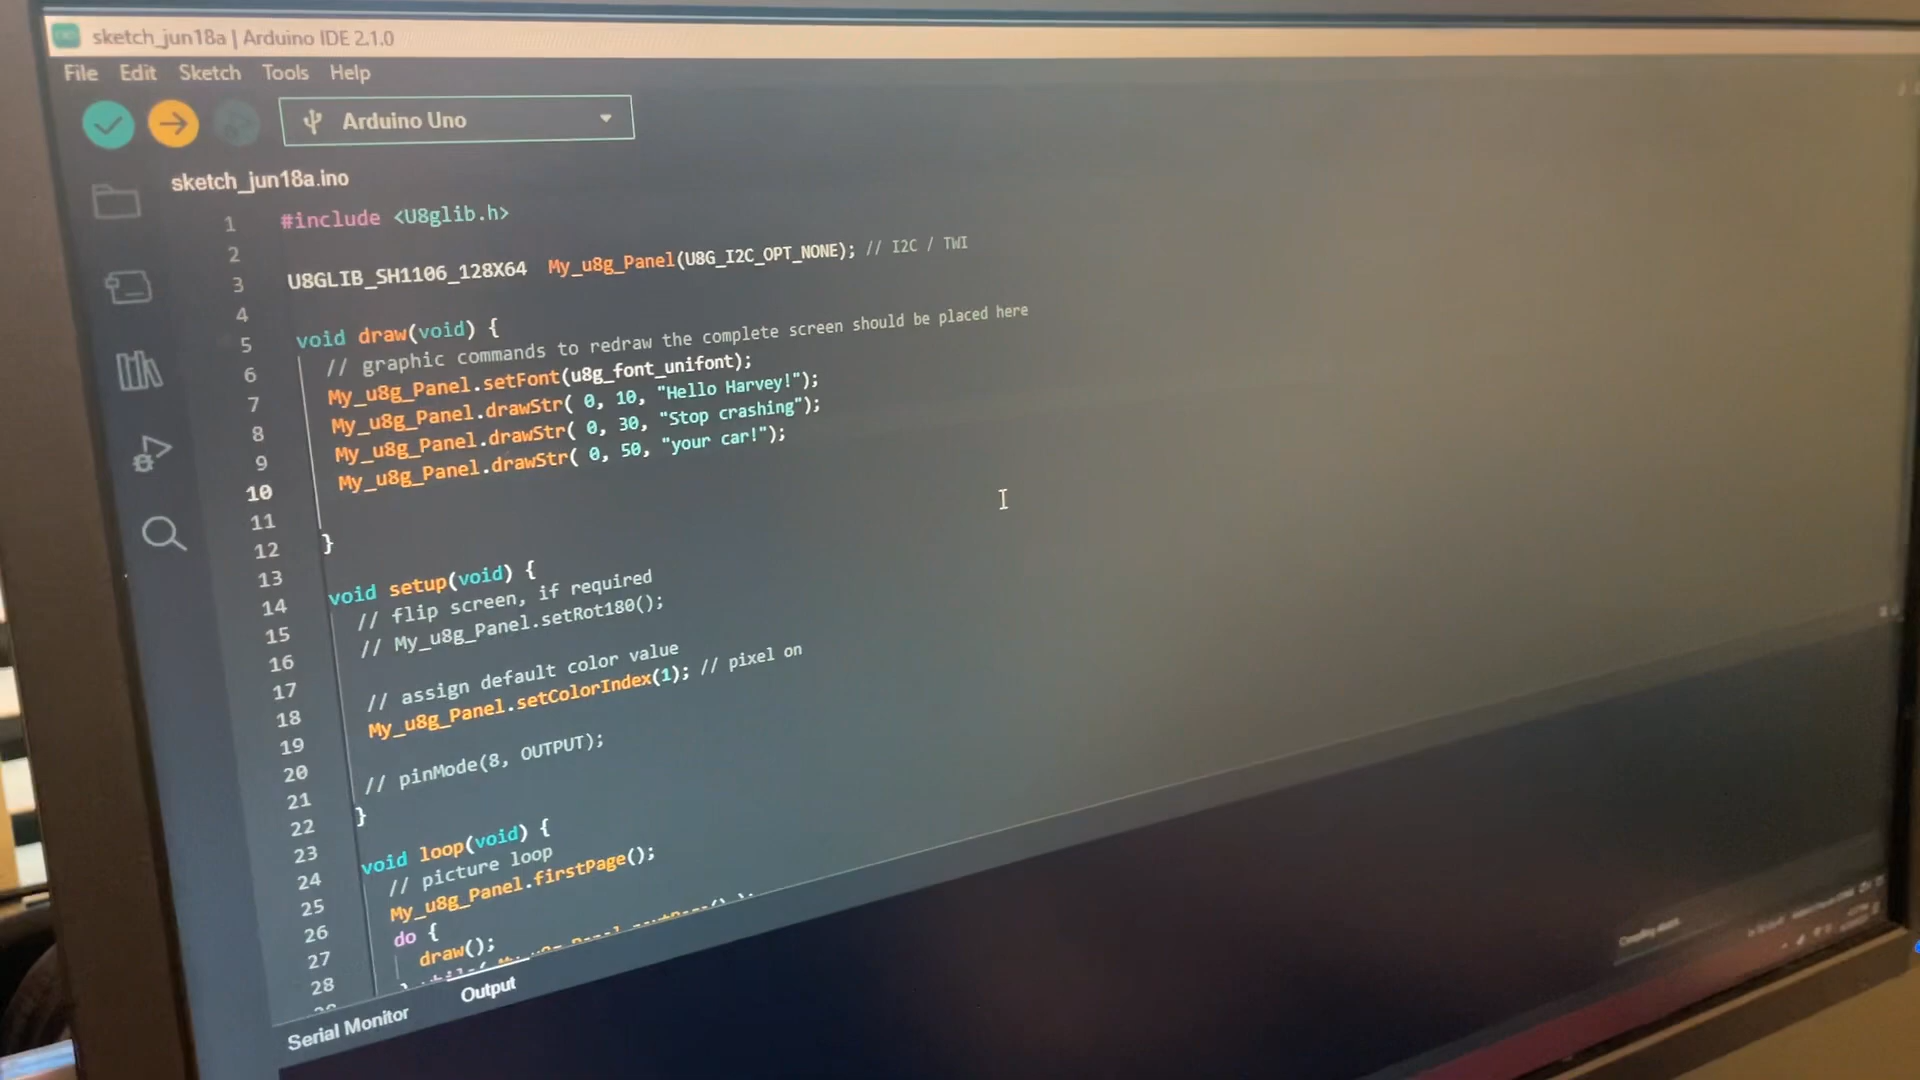 sketch_jun18a | Arduino IDE 2.1.0
File Edit Sketch Tools Help
Arduino Uno
sketch_jun18a.ino
1 #include <U8glib.h>
2
3 U8GLIB_SH1106_128X64 My_u8g_Panel(U8G_I2C_OPT_NONE); // I2C / TWI
4
5 void draw(void) {
6 // graphic commands to redraw the complete screen should be placed here
7 My_u8g_Panel.setFont(u8g_font_unifont);
8 My_u8g_Panel.drawStr( 0, 10, "Hello Harvey!");
9 My_u8g_Panel.drawStr( 0, 30, "Stop crashing");
10 My_u8g_Panel.drawStr( 0, 50, "your car!");
11
12 }
13
14 void setup(void) {
15 // flip screen, if required
16 // My_u8g_Panel.setRot180();
17
18 // assign default color value
19 My_u8g_Panel.setColorIndex(1); // pixel on
20
21 // pinMode(8, OUTPUT);
22 }
23
24 void loop(void) {
25 // picture loop
26 My_u8g_Panel.firstPage();
27 do {
28 draw();
Output
Serial Monitor